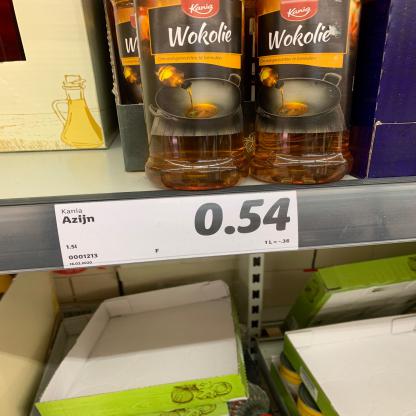 Kania
Kania
Wokolie
Wokolie
Kania
Azijn
0.54
1.5l
F
1 L = -.36
0001213